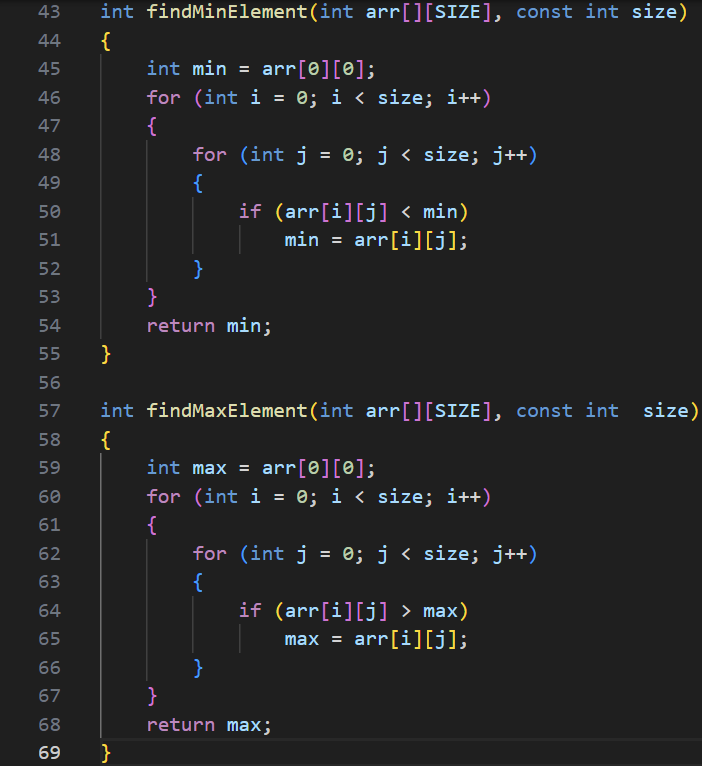 43 int findMinElement(int arr[][SIZE], const int size)
44 {
45     int min = arr[0][0];
46     for (int i = 0; i < size; i++)
47     {
48         for (int j = 0; j < size; j++)
49         {
50             if (arr[i][j] < min)
51                 min = arr[i][j];
52         }
53     }
54     return min;
55 }
56
57 int findMaxElement(int arr[][SIZE], const int  size)
58 {
59     int max = arr[0][0];
60     for (int i = 0; i < size; i++)
61     {
62         for (int j = 0; j < size; j++)
63         {
64             if (arr[i][j] > max)
65                 max = arr[i][j];
66         }
67     }
68     return max;
69 }